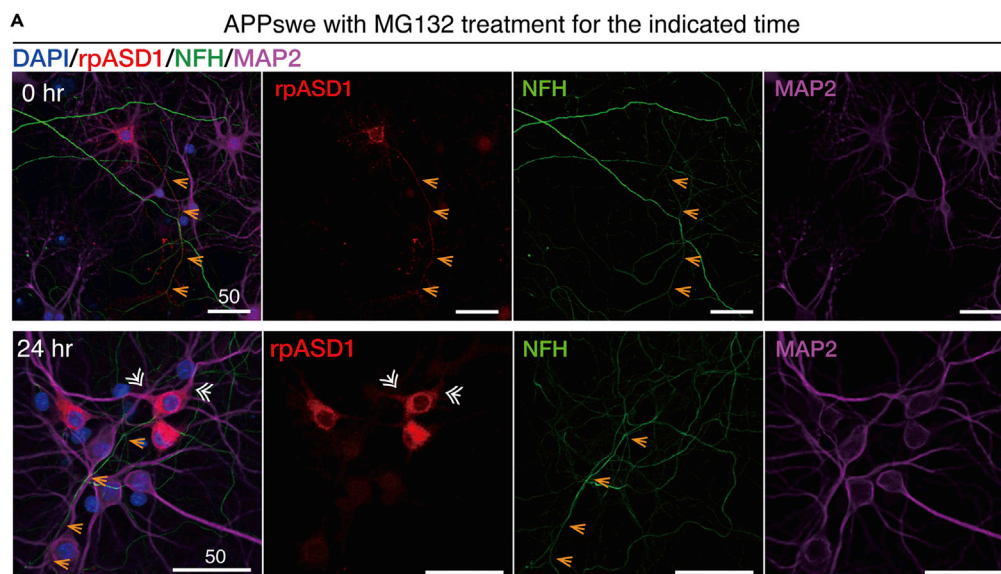 A
APPswe with MG132 treatment for the indicated time
DAPI/rpASD1/NFH/MAP2
0 hr
rpASD1
NFH
MAP2
50
24 hr
rpASD1
NFH
MAP2
50